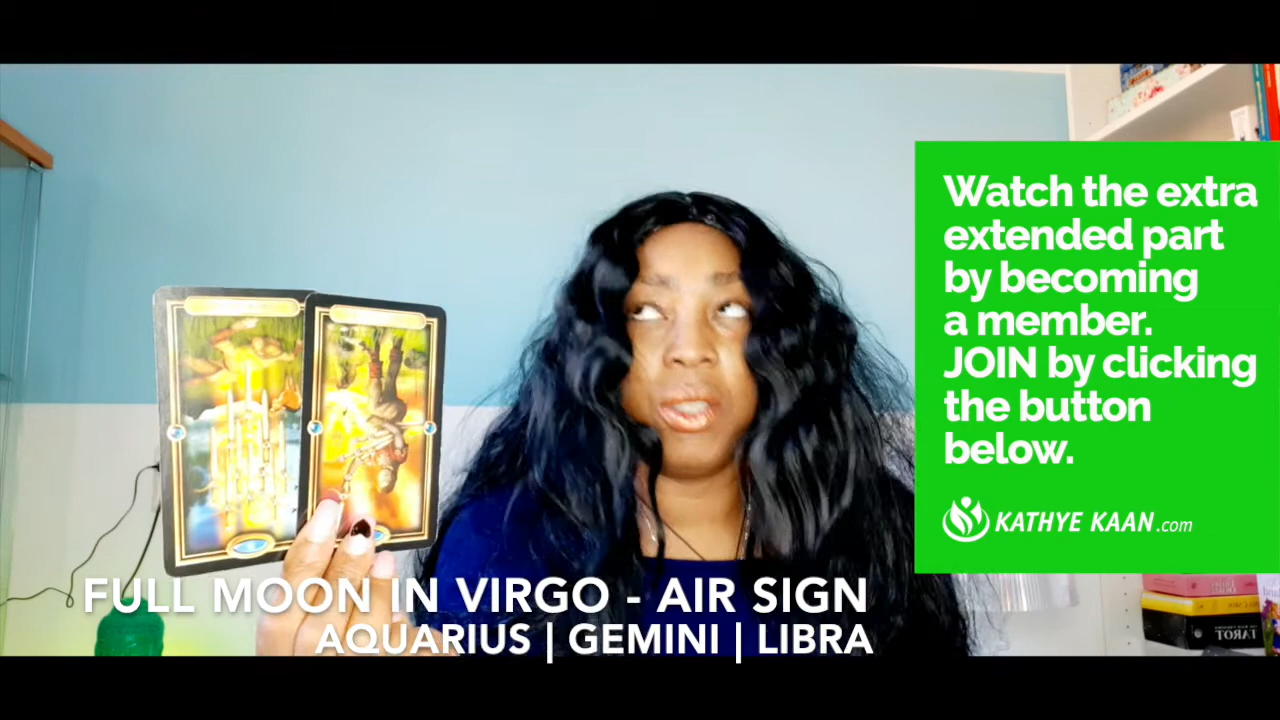 Watch the extra
extended part
by becoming
a member.
JOIN by clicking
the button
below.
KATHYE KAAN.com
FULL MOON IN VIRGO - AIR SIGN
AQUARIUS | GEMINI | LIBRA
TAROT